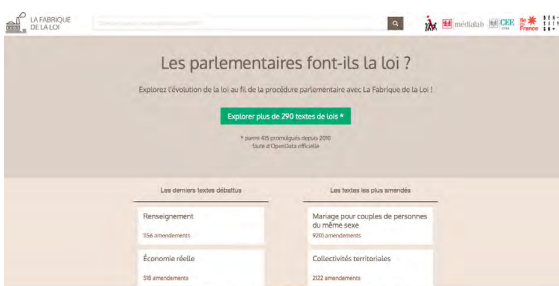 LA FABRIQUE
DE LA LOI
médialab
CEE
France
Les parlementaires font-ils la loi ?
Explorez l'évolution de la loi au fil de la procédure parlementaire avec La Fabrique de la Loi !
Explorer plus de 290 textes de lois *
* parmi 415 promulgués depuis 2010
faute d'OpenData officielle
Les derniers textes débattus
Les textes les plus amendés
Renseignement
1156 amendements
Mariage pour couples de personnes
du même sexe
9201 amendements
Économie réelle
518 amendements
Collectivités territoriales
2122 amendements